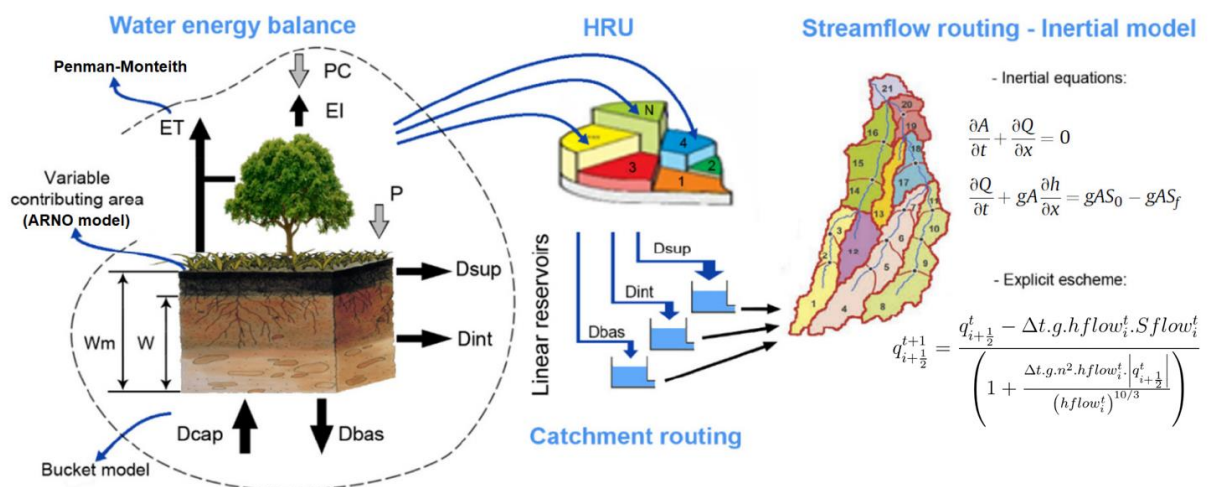 Water energy balance
Penman-Monteith
PC
EI
ET
Variable
contributing area
(ARNO model)
P
Wm
W
Dsup
Dint
Dcap
Dbas
Bucket model
HRU
N
4
3
2
1
Linear reservoirs
Dsup
Dint
Dbas
Catchment routing
Streamflow routing - Inertial model
21
20
19
16
18
15
17
14
11
7
13
3
10
12
6
2
5
9
1
4
8
- Inertial equations:
∂A/∂t + ∂Q/∂x = 0
∂Q/∂t + gA ∂h/∂x = gAS₀ − gAS_f
- Explicit escheme:
q^{t+1}_{i+1/2} = (q^t_{i+1/2} − Δt.g.hflow^t_i.Sflow^t_i) / (1 + (Δt.g.n².hflow^t_i.|q^t_{i+1/2}|) / (hflow^t_i)^{10/3})